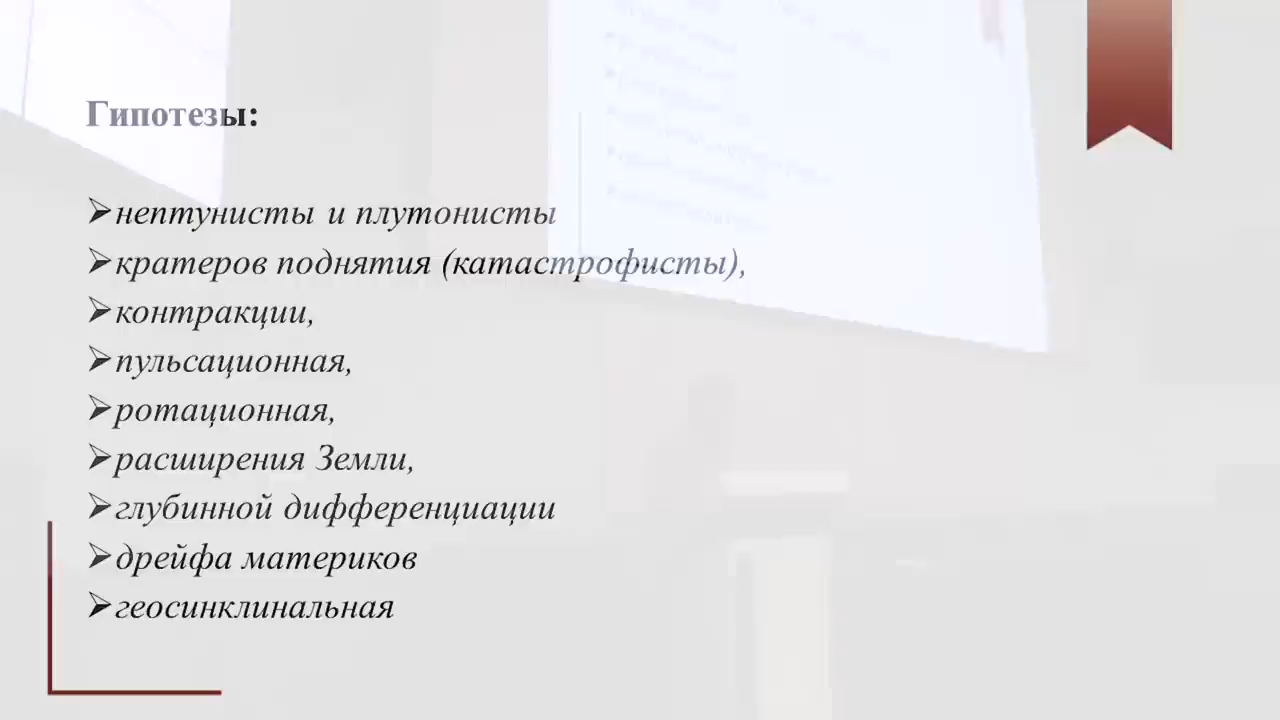 Гипотезы:
➢нептунисты и плутонисты
➢кратеров поднятия (катастрофисты),
➢контракции,
➢пульсационная,
➢ротационная,
➢расширения Земли,
➢глубинной дифференциации
➢дрейфа материков
➢геосинклинальная